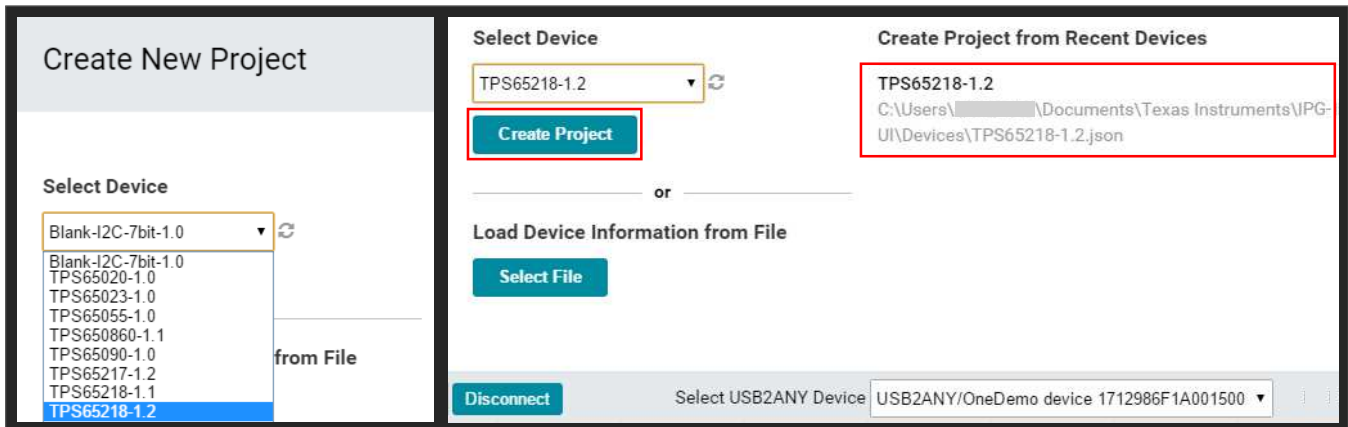 Create New Project
Select Device
Blank-I2C-7bit-1.0
Blank-I2C-7bit-1.0
TPS65020-1.0
TPS65023-1.0
TPS65055-1.0
TPS650860-1.1
TPS65090-1.0
TPS65217-1.2
TPS65218-1.1
TPS65218-1.2
from File
Select Device
TPS65218-1.2
Create Project
or
Load Device Information from File
Select File
Create Project from Recent Devices
TPS65218-1.2
C:\Users\ \Documents\Texas Instruments\IPG-
UI\Devices\TPS65218-1.2.json
Disconnect
Select USB2ANY Device
USB2ANY/OneDemo device 1712986F1A001500